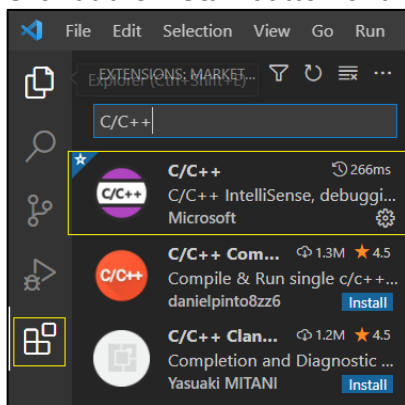 File Edit Selection View Go Run
EXTENSIONS: MARKET...
Explorer (Ctrl+Shift+E)
C/C++
C/C++ 266ms
C/C++
C/C++ IntelliSense, debuggi...
Microsoft
C/C++ Com... 1.3M 4.5
C/C++
Compile & Run single c/c++...
danielpinto8zz6 Install
C/C++ Clan... 1.2M 4.5
Completion and Diagnostic ...
Yasuaki MITANI Install